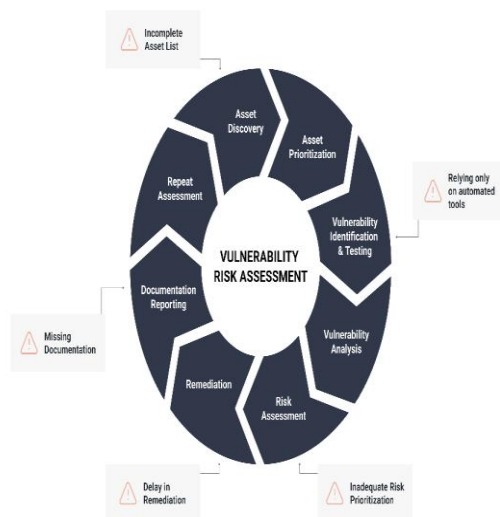 Incomplete
Asset List
Asset
Discovery
Asset
Prioritization
Repeat
Assessment
Relying only
on automated
tools
Vulnerability
Identification
& Testing
VULNERABILITY
RISK ASSESSMENT
Documentation
Reporting
Vulnerability
Analysis
Missing
Documentation
Remediation
Risk
Assessment
Delay in
Remediation
Inadequate Risk
Prioritization